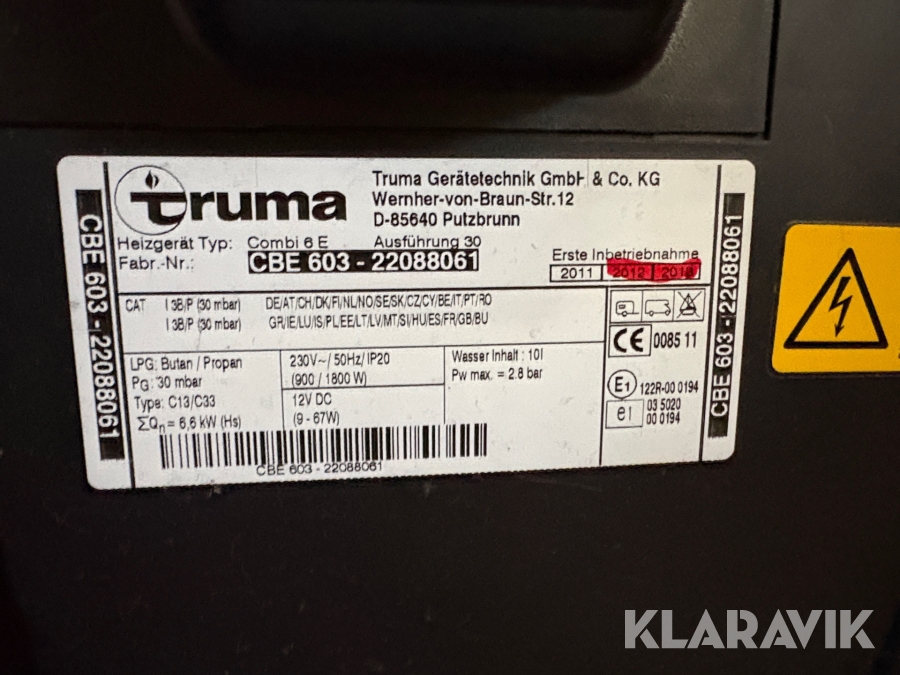 truma
Truma Gerätetechnik GmbH & Co. KG
Wernher-von-Braun-Str.12
D-85640 Putzbrunn
Heizgerät Typ: Combi 6 E Ausführung 30
Fabr.-Nr.: CBE 603 - 22088061
Erste Inbetriebnahme
2011 2012 2013
CAT I 3B/P (30 mbar) DE/AT/CH/DK/FI/NL/NO/SE/SK/CZ/CY/BE/IT/PT/RO
I 3B/P (30 mbar) GR/IE/LU/IS/PL/EE/LT/LV/MT/SI/HU/ES/FR/GB/BU
LPG: Butan / Propan
PG: 30 mbar
Type: C13/C33
ΣQn = 6,6 kW (Hs)
230V~/ 50Hz/ IP20
(900 / 1800 W)
12V DC
(9 - 67W)
Wasser Inhalt : 10l
Pw max. = 2.8 bar
CE 0085 11
E1 122R-00 0194
e1 03 5020
00 0194
CBE 603 - 22088061
CBE 603 - 22088061
CBE 603 - 22088061
KLARAVIK